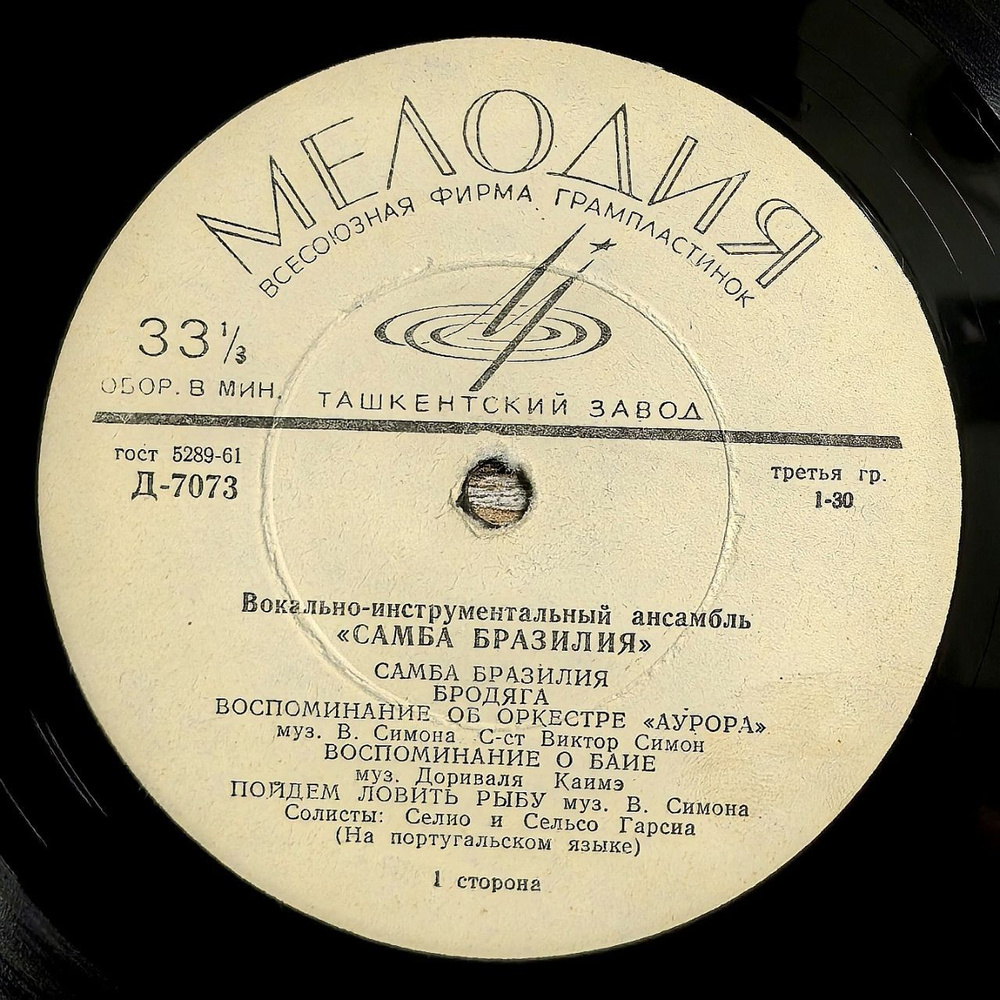 МЕЛОДИЯ
ВСЕСОЮЗНАЯ ФИРМА ГРАМПЛАСТИНОК
33 1/3
ОБОР. В МИН.
ТАШКЕНТСКИЙ ЗАВОД
гост 5289-61
Д-7073
третья гр.
1-30
Вокально-инструментальный ансамбль
«САМБА БРАЗИЛИЯ»
САМБА БРАЗИЛИЯ
БРОДЯГА
ВОСПОМИНАНИЕ ОБ ОРКЕСТРЕ «АУРОРА»
муз. В. Симона С-ст Виктор Симон
ВОСПОМИНАНИЕ О БАИЕ
муз. Дориваля Каимэ
ПОЙДЕМ ЛОВИТЬ РЫБУ муз. В. Симона
Солисты: Селио и Сельсо Гарсиа
(На португальском языке)
1 сторона